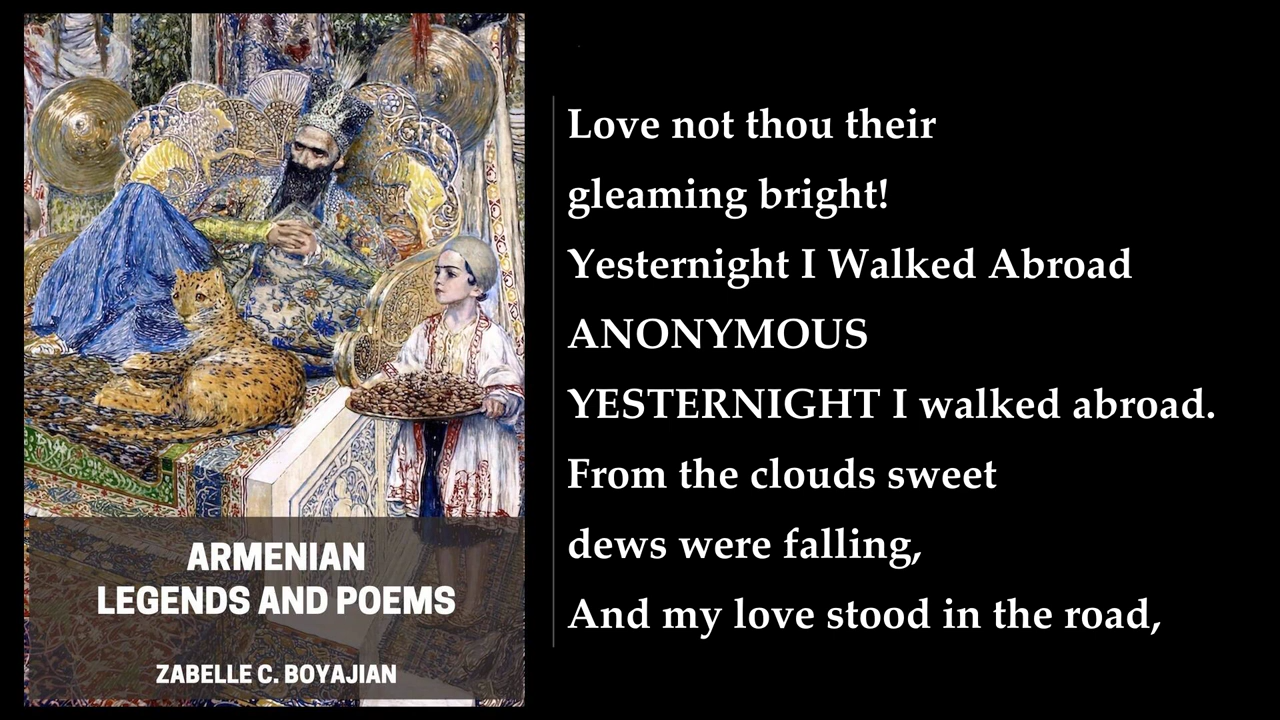 ARMENIAN
LEGENDS AND POEMS
ZABELLE C. BOYAJIAN
Love not thou their
gleaming bright!
Yesternight I Walked Abroad
ANONYMOUS
YESTERNIGHT I walked abroad.
From the clouds sweet
dews were falling,
And my love stood in the road,